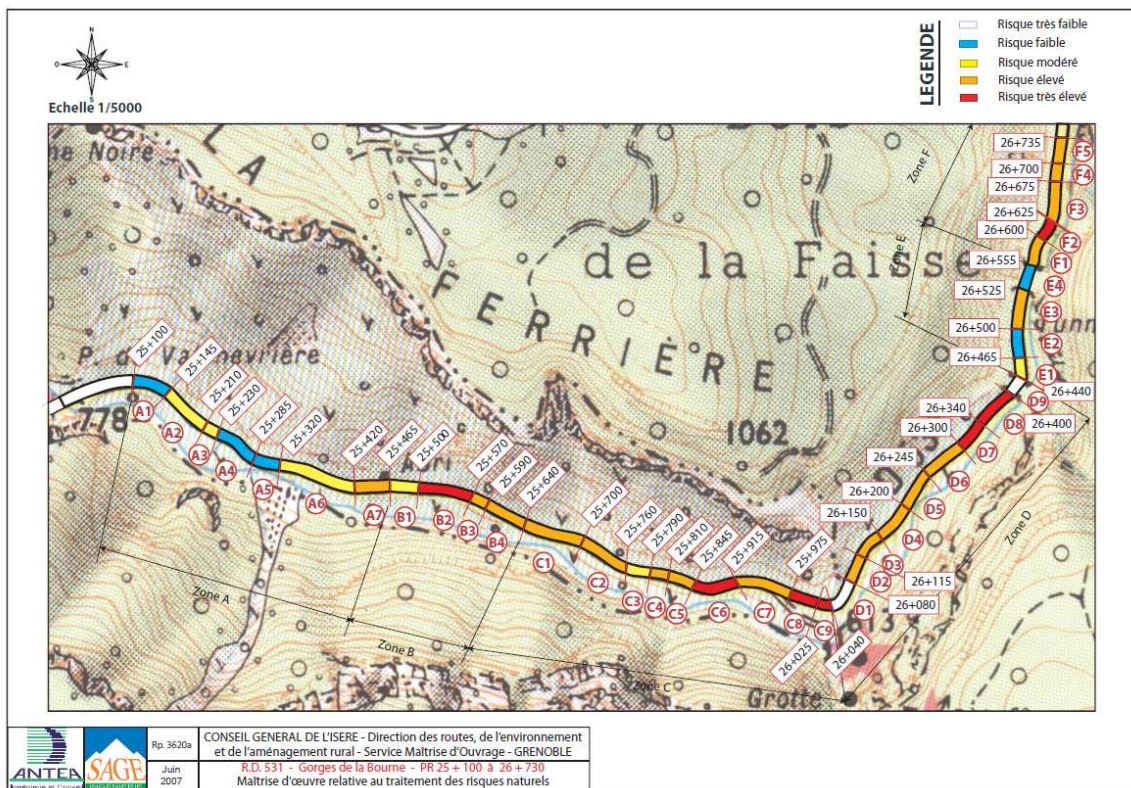 N
O
E
S
Echelle 1/5000
LEGENDE
Risque très faible
Risque faible
Risque modéré
Risque élevé
Risque très élevé
ne Noire
LA
FERRIÈRE
de la Faisse
1062
778
Grotte
25+100
25+145
25+210
25+230
25+285
25+320
25+420
25+465
25+500
25+570
25+590
25+640
25+700
25+760
25+790
25+810
25+845
25+915
25+975
26+025
26+040
26+080
26+115
26+150
26+200
26+245
26+300
26+340
26+400
26+440
26+465
26+500
26+525
26+555
26+600
26+625
26+675
26+700
26+735
A1
A2
A3
A4
A5
A6
A7
B1
B2
B3
B4
C1
C2
C3
C4
C5
C6
C7
C8
C9
D1
D2
D3
D4
D5
D6
D7
D8
D9
E1
E2
E3
E4
F1
F2
F3
F4
F5
Zone A
Zone B
Zone C
Zone D
Zone E
Zone F
ANTEA
Ingénierie et Conseil
SAGE
INGENIERIE
Rp. 3620a
Juin
2007
CONSEIL GENERAL DE L'ISERE - Direction des routes, de l'environnement
et de l'aménagement rural - Service Maîtrise d'Ouvrage - GRENOBLE
R.D. 531 - Gorges de la Bourne - PR 25 + 100 à 26 + 730
Maîtrise d'œuvre relative au traitement des risques naturels